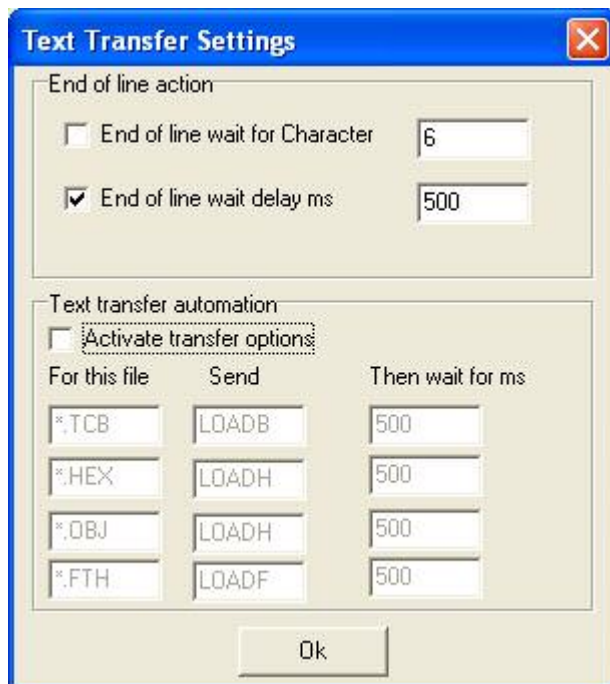 Text Transfer Settings
End of line action
End of line wait for Character 6
End of line wait delay ms 500
Text transfer automation
Activate transfer options
For this file Send Then wait for ms
*.TCB LOADB 500
*.HEX LOADH 500
*.OBJ LOADH 500
*.FTH LOADF 500
Ok